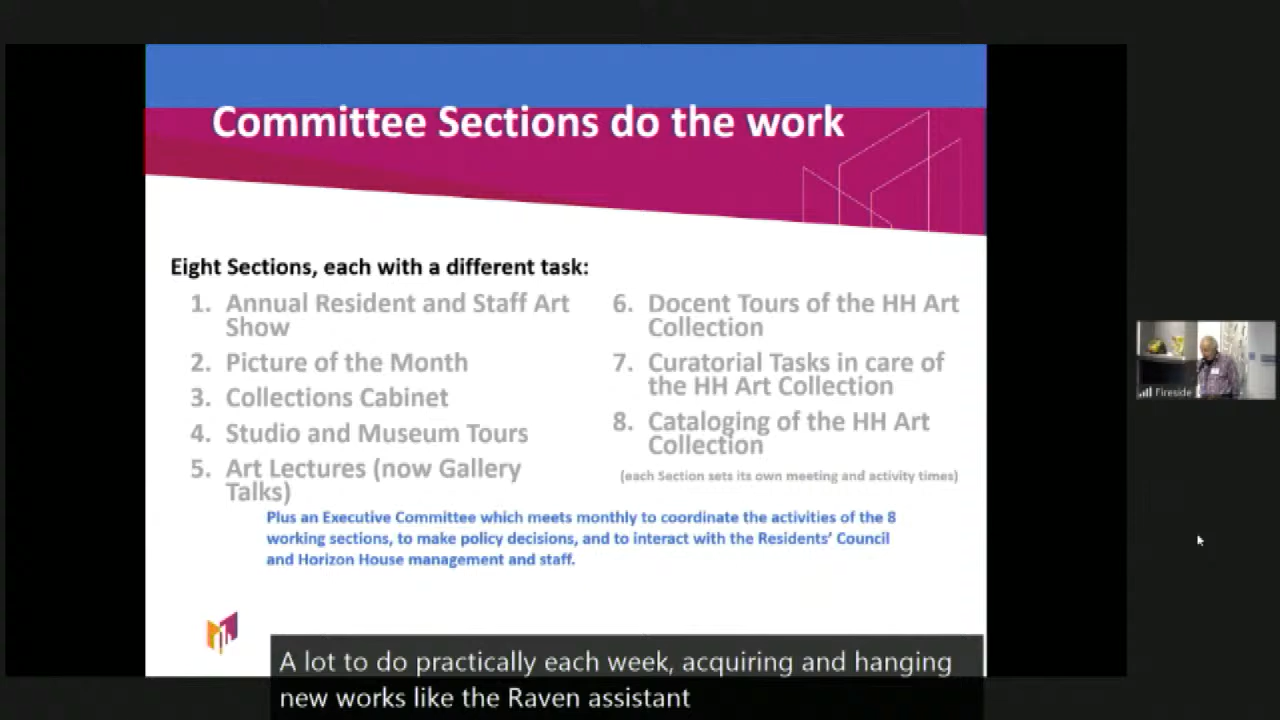 Committee Sections do the work
Eight Sections, each with a different task:
1. Annual Resident and Staff Art
Show
2. Picture of the Month
3. Collections Cabinet
4. Studio and Museum Tours
5. Art Lectures (now Gallery
Talks)
6. Docent Tours of the HH Art
Collection
7. Curatorial Tasks in care of
the HH Art Collection
8. Cataloging of the HH Art
Collection
(each Section sets its own meeting and activity times)
Plus an Executive Committee which meets monthly to coordinate the activities of the 8
working sections, to make policy decisions, and to interact with the Residents' Council
and Horizon House management and staff.
A lot to do practically each week, acquiring and hanging
new works like the Raven assistant
Fireside